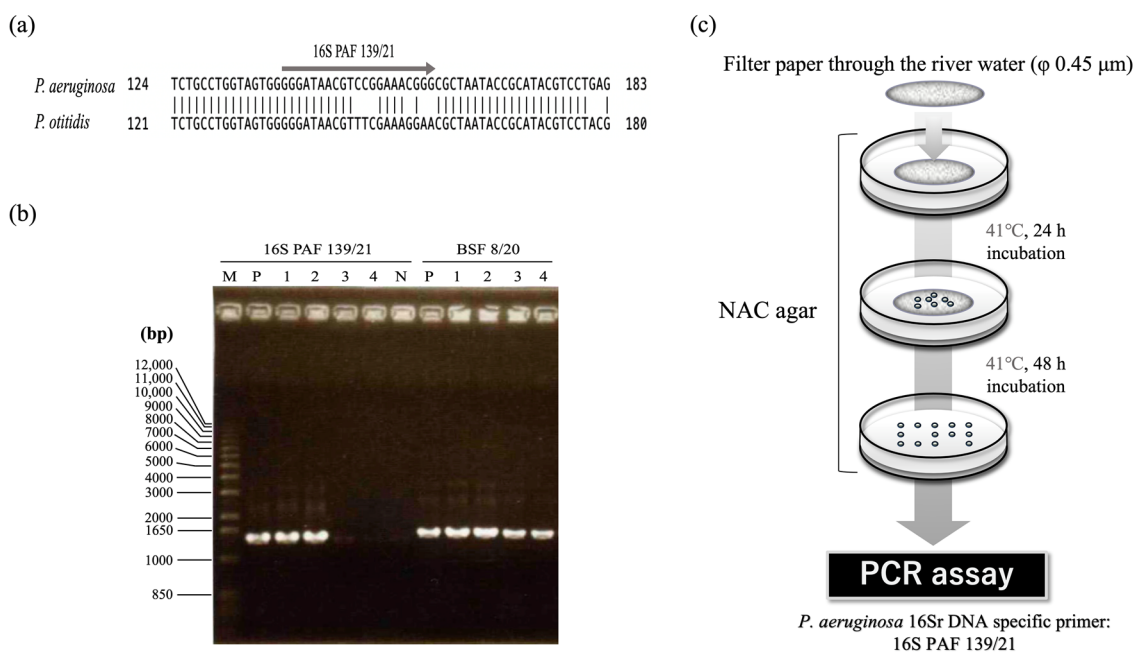 (a)
16S PAF 139/21
P. aeruginosa 124 TCTGCCTGGTAGTGGGGGATAACGTCCGGAAACGGGCGCTAATACCGCATACGTCCTGAG 183
P. otitidis 121 TCTGCCTGGTAGTGGGGGATAACGTTTCGAAAGGAACGCTAATACCGCATACGTCCTACG 180
(b)
16S PAF 139/21 BSF 8/20
M P 1 2 3 4 N P 1 2 3 4
(bp)
12,000
11,000
10,000
9000
8000
7000
6000
5000
4000
3000
2000
1650
1000
850
(c)
Filter paper through the river water (φ 0.45 μm)
41℃, 24 h
incubation
NAC agar
41℃, 48 h
incubation
PCR assay
P. aeruginosa 16Sr DNA specific primer:
16S PAF 139/21